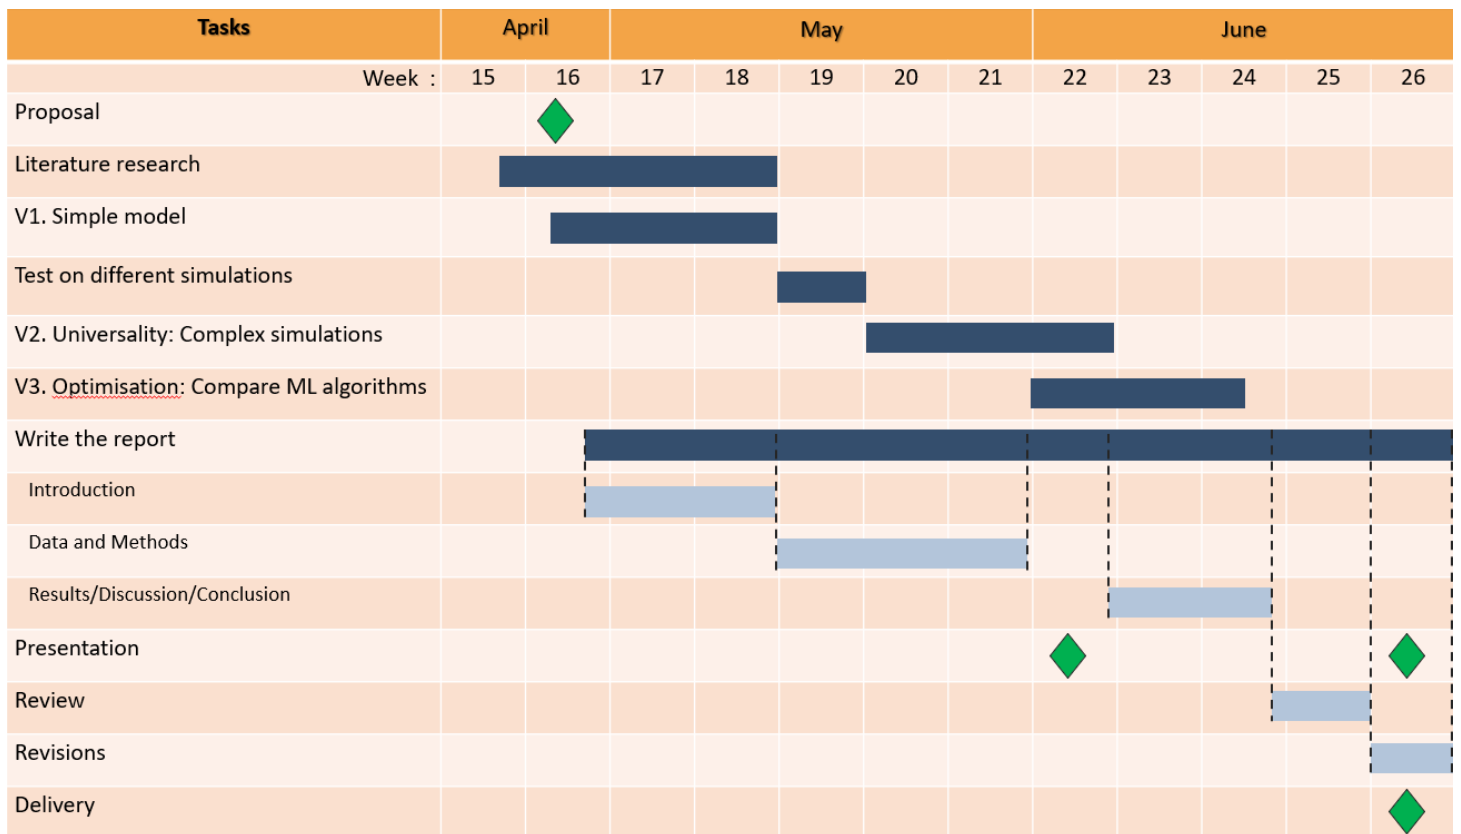 Tasks April May June
Week : 15 16 17 18 19 20 21 22 23 24 25 26
Proposal
Literature research
V1. Simple model
Test on different simulations
V2. Universality: Complex simulations
V3. Optimisation: Compare ML algorithms
Write the report
Introduction
Data and Methods
Results/Discussion/Conclusion
Presentation
Review
Revisions
Delivery